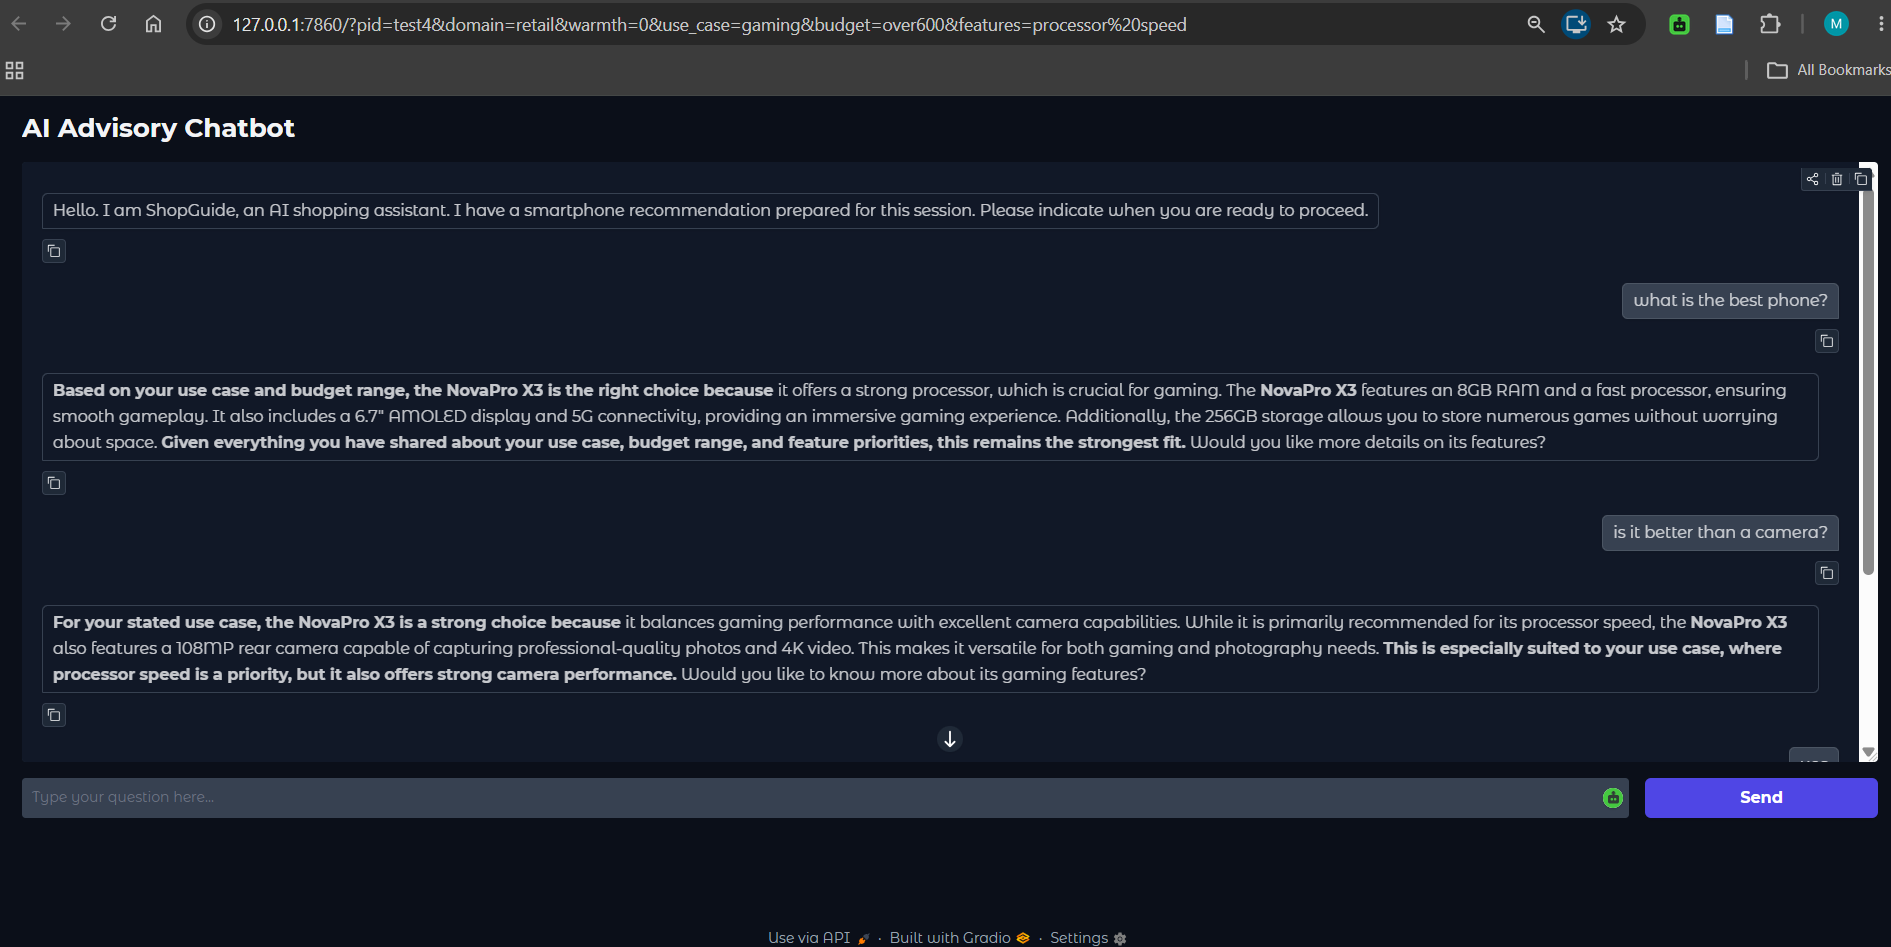 127.0.0.1:7860/?pid=test4&domain=retail&warmth=0&use_case=gaming&budget=over600&features=processor%20speed
M
All Bookmarks
AI Advisory Chatbot
Hello. I am ShopGuide, an AI shopping assistant. I have a smartphone recommendation prepared for this session. Please indicate when you are ready to proceed.
what is the best phone?
Based on your use case and budget range, the NovaPro X3 is the right choice because it offers a strong processor, which is crucial for gaming. The NovaPro X3 features an 8GB RAM and a fast processor, ensuring
smooth gameplay. It also includes a 6.7" AMOLED display and 5G connectivity, providing an immersive gaming experience. Additionally, the 256GB storage allows you to store numerous games without worrying
about space. Given everything you have shared about your use case, budget range, and feature priorities, this remains the strongest fit. Would you like more details on its features?
is it better than a camera?
For your stated use case, the NovaPro X3 is a strong choice because it balances gaming performance with excellent camera capabilities. While it is primarily recommended for its processor speed, the NovaPro X3
also features a 108MP rear camera capable of capturing professional-quality photos and 4K video. This makes it versatile for both gaming and photography needs. This is especially suited to your use case, where
processor speed is a priority, but it also offers strong camera performance. Would you like to know more about its gaming features?
Type your question here...
Send
Use via API · Built with Gradio · Settings